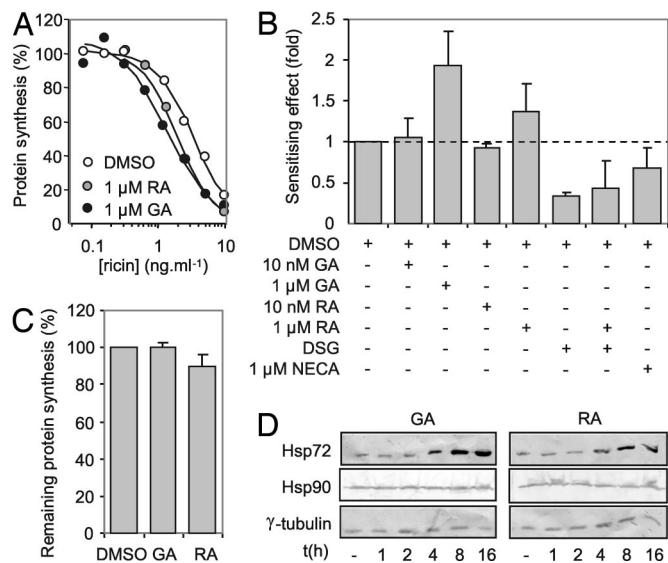 A
Protein synthesis (%)
120
100
80
60
40
20
0
DMSO
1 µM RA
1 µM GA
0.1 1 10
[ricin] (ng.ml-1)
B
Sensitising effect (fold)
2.5
2
1.5
1
0.5
0
DMSO + + + + + + + +
10 nM GA - + - - - - - -
1 µM GA - - + - - - - -
10 nM RA - - - + - - - -
1 µM RA - - - - + - + -
DSG - - - - - + + -
1 µM NECA - - - - - - - +
C
Remaining protein synthesis (%)
120
100
80
60
40
120
0
DMSO GA RA
D
GA RA
Hsp72
Hsp90
γ-tubulin
t(h) - 1 2 4 8 16 - 1 2 4 8 16